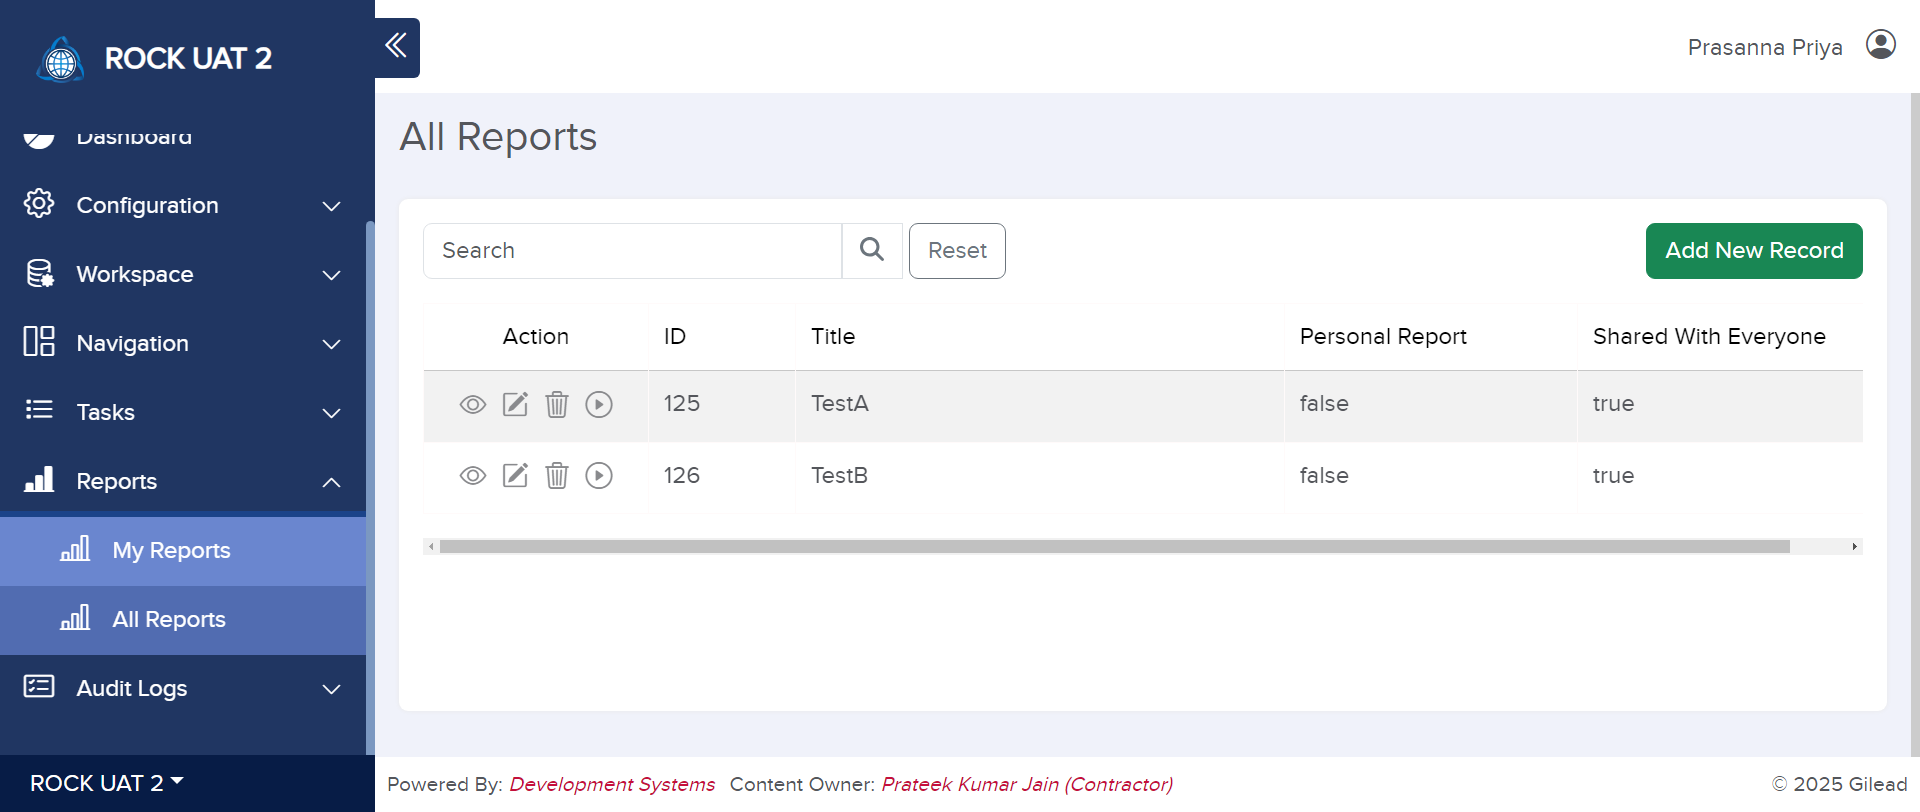 ROCK UAT 2
Prasanna Priya
Dashboard
Configuration
Workspace
Navigation
Tasks
Reports
My Reports
All Reports
Audit Logs
ROCK UAT 2
All Reports
Search
Reset
Add New Record
Action ID Title Personal Report Shared With Everyone
125 TestA false true
126 TestB false true
Powered By: Development Systems Content Owner: Prateek Kumar Jain (Contractor)
© 2025 Gilead